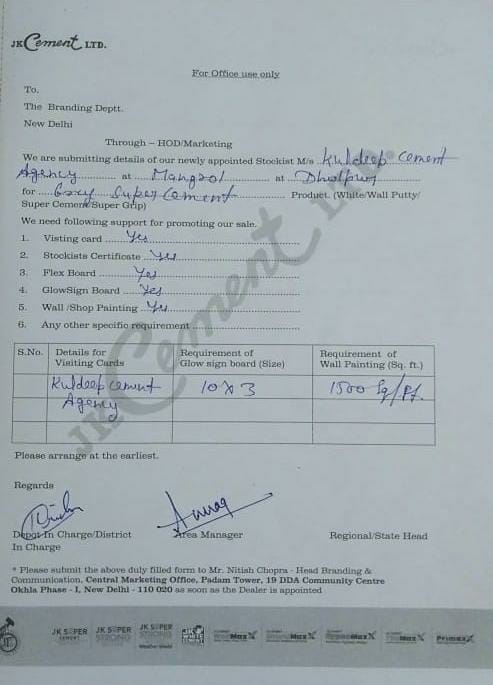 JK Cement LTD.
For Office use only
To.
The Branding Deptt.
New Delhi
Through – HOD/Marketing
We are submitting details of our newly appointed Stockist M/s Kuldeep cement
Agency at Mangrol at Dholpur
for Grey Super Cement Product. (White/Wall Putty/
Super Cement/Super Grip)
We need following support for promoting our sale.
1. Visting card Yes
2. Stockists Certificate Yes
3. Flex Board Yes
4. GlowSign Board Yes
5. Wall /Shop Painting Yes
6. Any other specific requirement
S.No. Details for Visiting Cards Requirement of Glow sign board (Size) Requirement of Wall Painting (Sq. ft.)
Kuldeep cement 10 x 3 1500 Sq/Ft.
Agency
JK Cement LTD.
Please arrange at the earliest.
Regards
Depot In Charge/District Area Manager Regional/State Head
In Charge
* Please submit the above duly filled form to Mr. Nitish Chopra - Head Branding &
Communication, Central Marketing Office, Padam Tower, 19 DDA Community Centre
Okhla Phase - I, New Delhi - 110 020 as soon as the Dealer is appointed
JK SUPER CEMENT JK SUPER STRONG JK SUPER STRONG Weather Shield JK WHITE PrimaxX